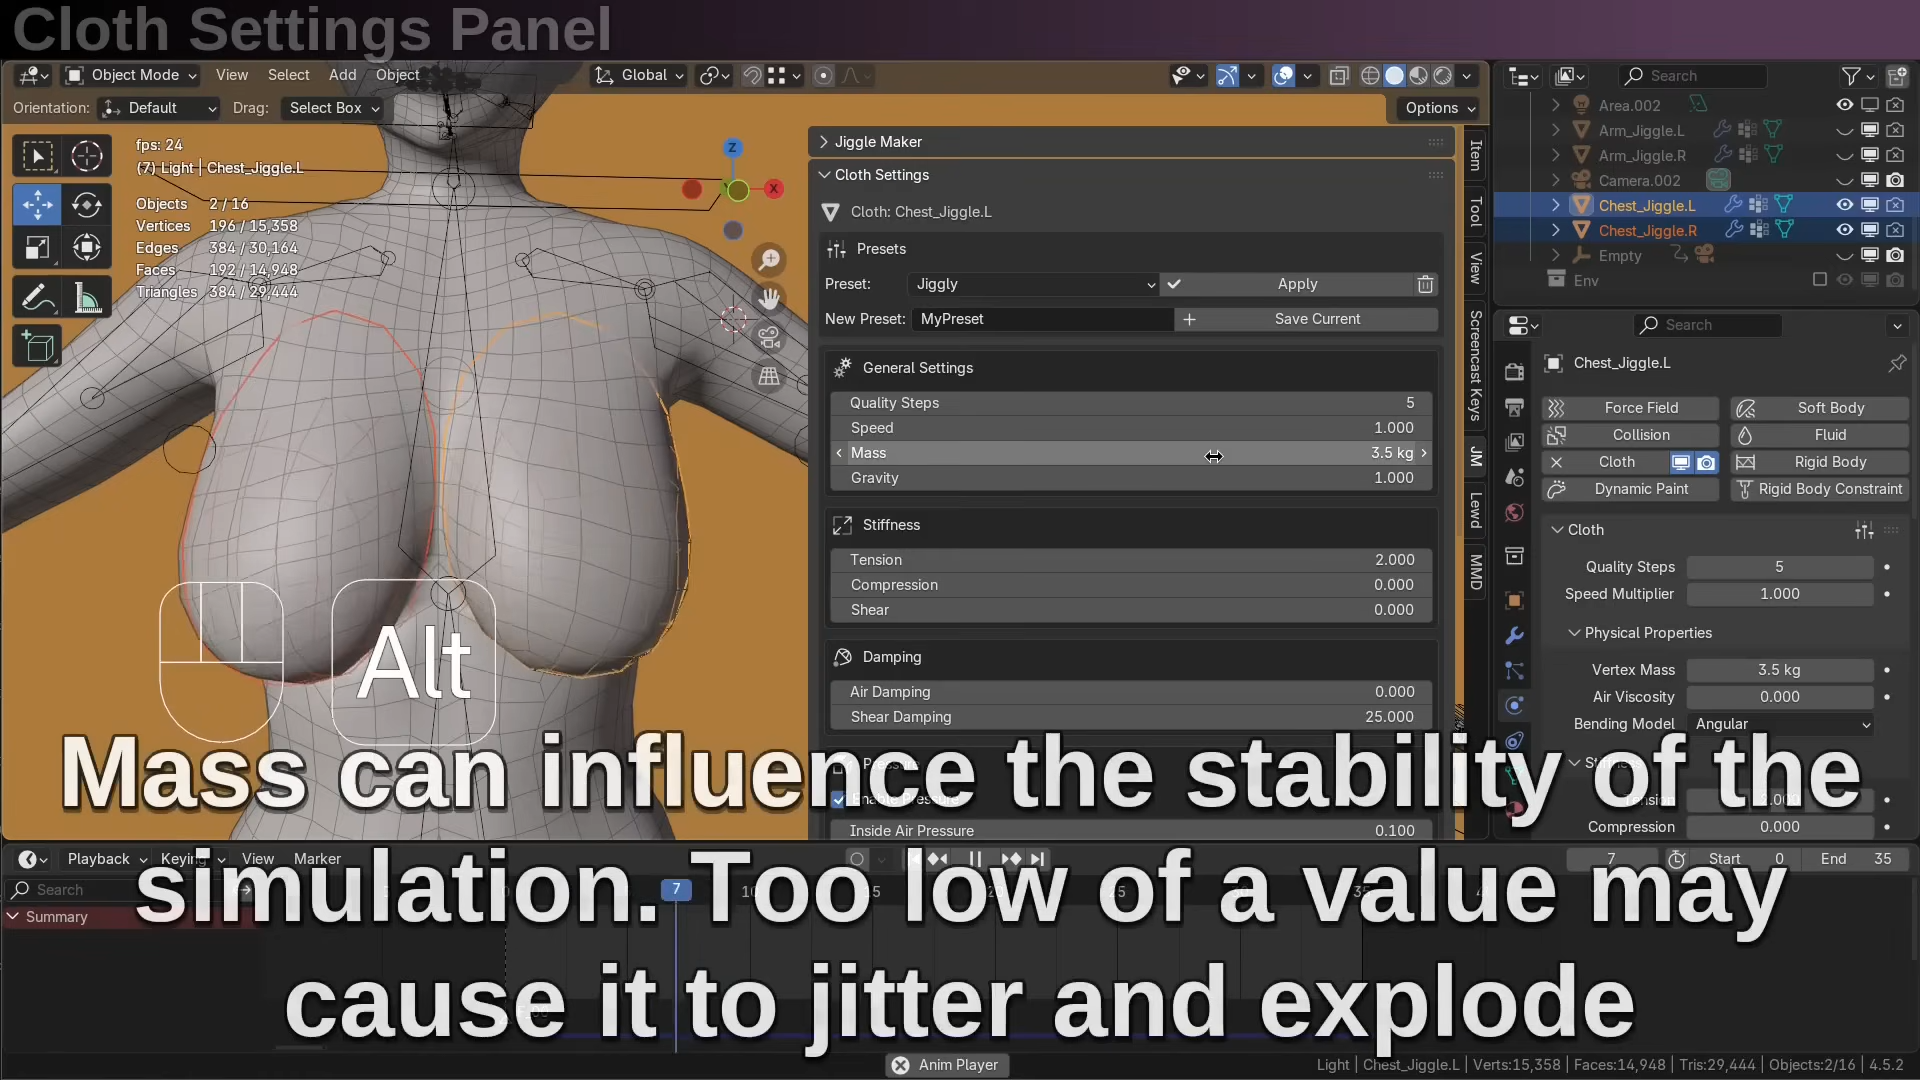 Cloth Settings Panel
Object Mode View Select Add Object Global
Orientation: Default Drag: Select Box Options
fps: 24
(7) Light | Chest_Jiggle.L
Objects 2 / 16
Vertices 196 / 15,358
Edges 384 / 30,164
Faces 192 / 14,948
Triangles 384 / 29,444
Z
X
Alt
Jiggle Maker
Cloth Settings
Cloth: Chest_Jiggle.L
Presets
Preset: Jiggly Apply
New Preset: MyPreset Save Current
General Settings
Quality Steps 5
Speed 1.000
Mass 3.5 kg
Gravity 1.000
Stiffness
Tension 2.000
Compression 0.000
Shear 0.000
Damping
Air Damping 0.000
Shear Damping 25.000
Inside Air Pressure 0.100
Item
Tool
View
Screencast Keys
JM
Lewd
MMD
Search
Area.002
Arm_Jiggle.L
Arm_Jiggle.R
Camera.002
Chest_Jiggle.L
Chest_Jiggle.R
Empty
Env
Search
Chest_Jiggle.L
Force Field Soft Body
Collision Fluid
Cloth Rigid Body
Dynamic Paint Rigid Body Constraint
Cloth
Quality Steps 5
Speed Multiplier 1.000
Physical Properties
Vertex Mass 3.5 kg
Air Viscosity 0.000
Bending Model Angular
Compression 0.000
Mass can influence the stability of the
simulation. Too low of a value may
cause it to jitter and explode
Playback Keying View Marker 7 Start 0 End 35
Search 7
Summary
Anim Player
Light | Chest_Jiggle.L | Verts:15,358 | Faces:14,948 | Tris:29,444 | Objects:2/16 | 4.5.2